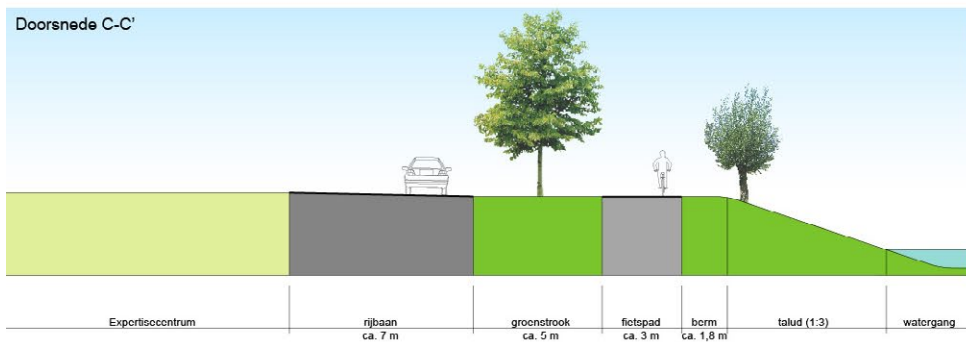 Doorsnede C-C'
Expertisecentrum rijbaan groenstrook fietspad berm talud (1:3) watergang
ca. 7 m ca. 5 m ca. 3 m ca. 1,8 m